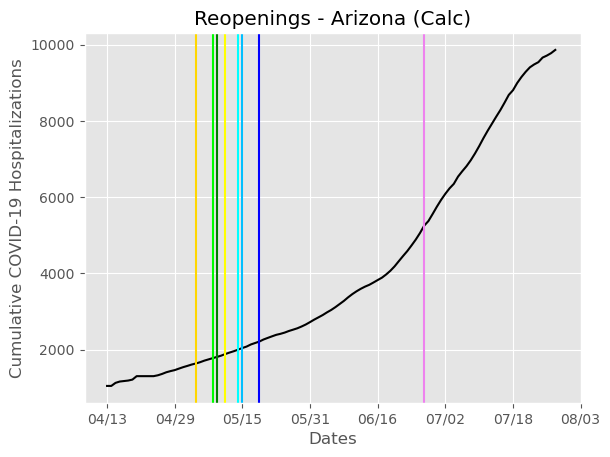 Reopenings - Arizona (Calc)
Cumulative COVID-19 Hospitalizations
10000
8000
6000
4000
2000
04/13 04/29 05/15 05/31 06/16 07/02 07/18 08/03
Dates